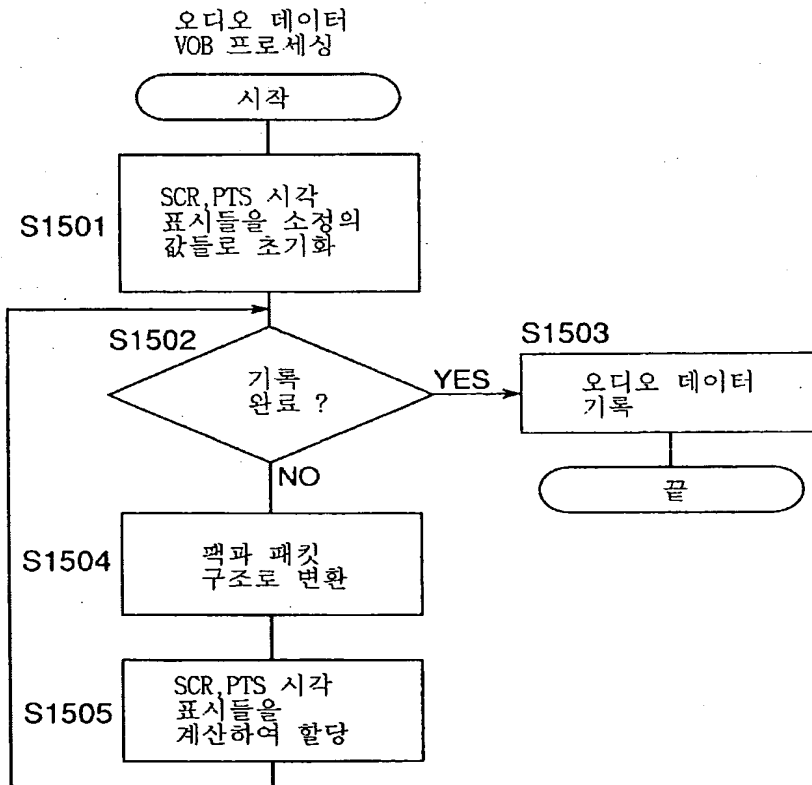 오디오 데이터
VOB 프로세싱
시작
S1501
SCR,PTS 시각
표시들을 소정의
값들로 초기화
S1502
기록
완료 ?
YES
S1503
오디오 데이터
기록
끝
NO
S1504
팩과 패킷
구조로 변환
S1505
SCR,PTS 시각
표시들을
계산하여 할당